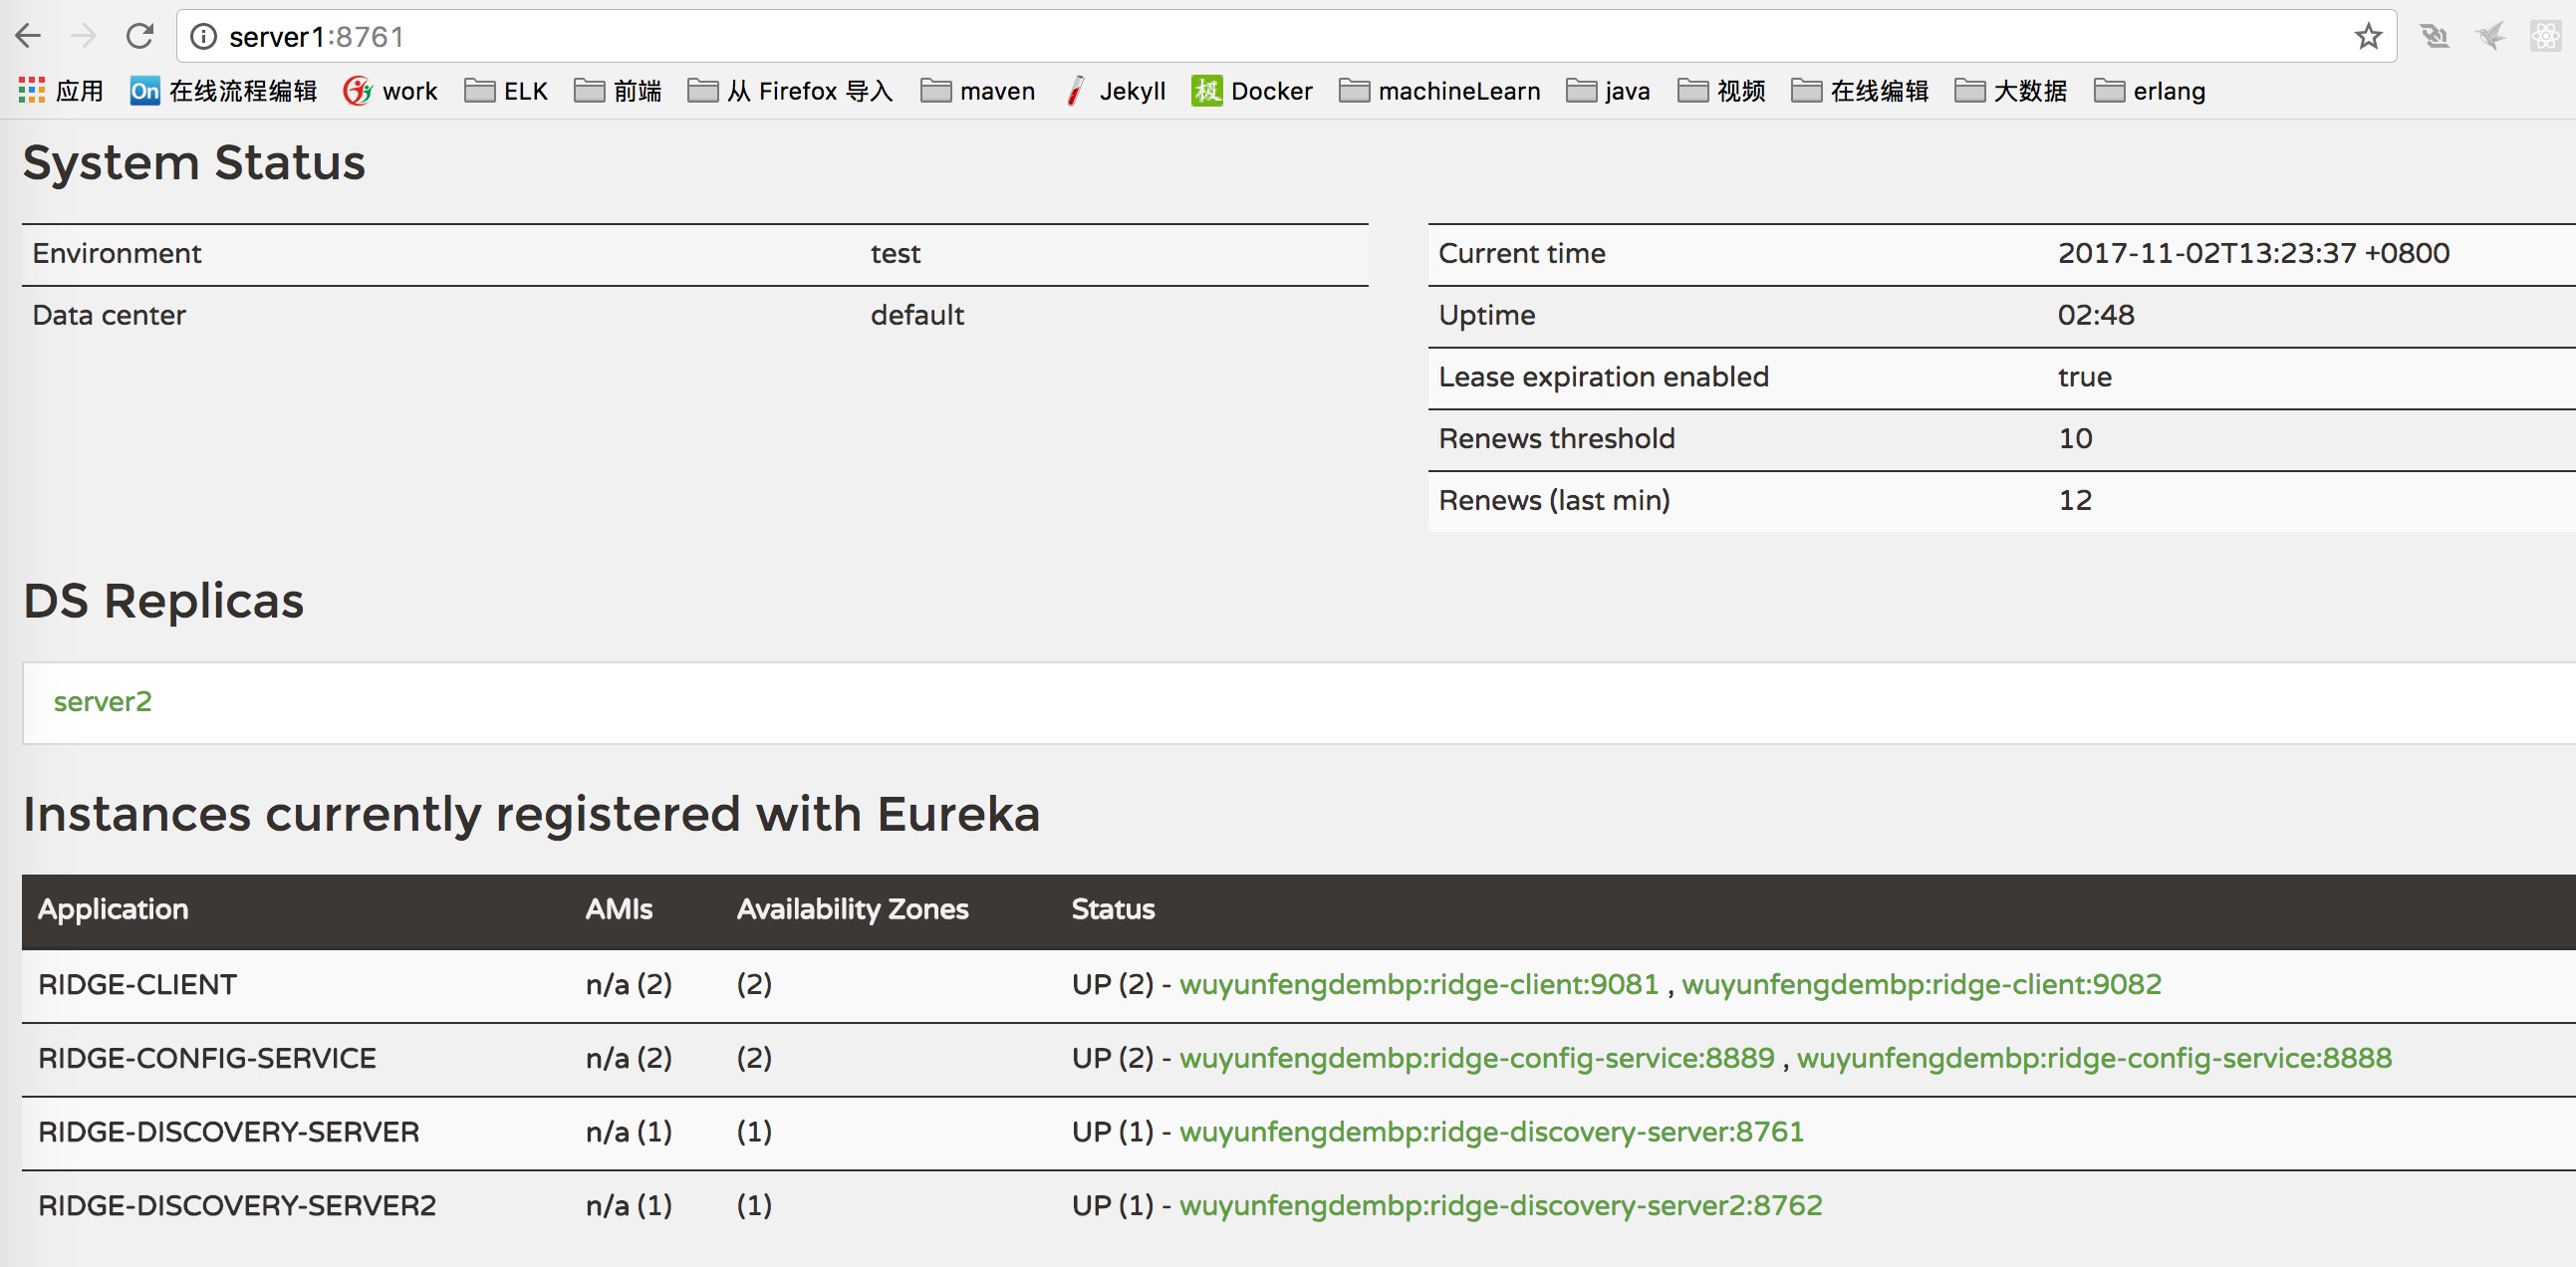 server1:8761
应用 On 在线流程编辑 work ELK 前端 从 Firefox 导入 maven Jekyll 极 Docker machineLearn java 视频 在线编辑 大数据 erlang
System Status
Environment test
Data center default
Current time 2017-11-02T13:23:37 +0800
Uptime 02:48
Lease expiration enabled true
Renews threshold 10
Renews (last min) 12
DS Replicas
server2
Instances currently registered with Eureka
Application AMIs Availability Zones Status
RIDGE-CLIENT n/a (2) (2) UP (2) - wuyunfengdembp:ridge-client:9081 , wuyunfengdembp:ridge-client:9082
RIDGE-CONFIG-SERVICE n/a (2) (2) UP (2) - wuyunfengdembp:ridge-config-service:8889 , wuyunfengdembp:ridge-config-service:8888
RIDGE-DISCOVERY-SERVER n/a (1) (1) UP (1) - wuyunfengdembp:ridge-discovery-server:8761
RIDGE-DISCOVERY-SERVER2 n/a (1) (1) UP (1) - wuyunfengdembp:ridge-discovery-server2:8762